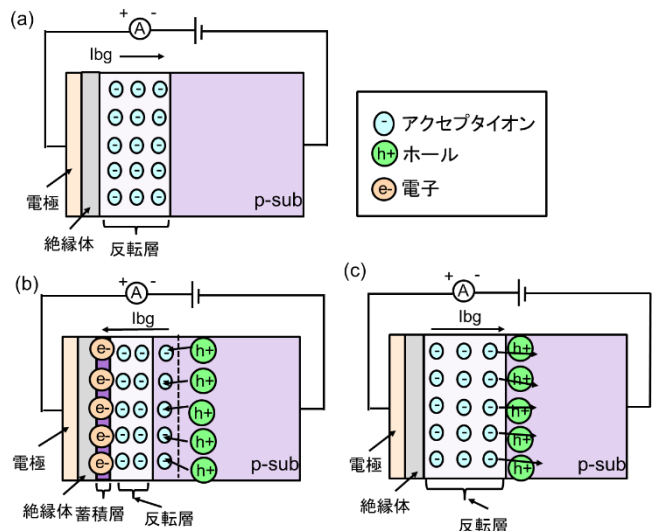 (a)
+ A -
Ibg
- - -
- - -
- - -
- - -
- - -
p-sub
電極
絶縁体
反転層
- アクセプタイオン
h+ ホール
e- 電子
(b)
+ A -
Ibg
e- - - - h+
e- - - - h+
e- - - - h+
e- - - - h+
e- - - - h+
p-sub
電極
絶縁体 蓄積層 反転層
(c)
+ A -
Ibg
- - - h+
- - - h+
- - - h+
- - - h+
- - - h+
p-sub
電極
絶縁体
反転層